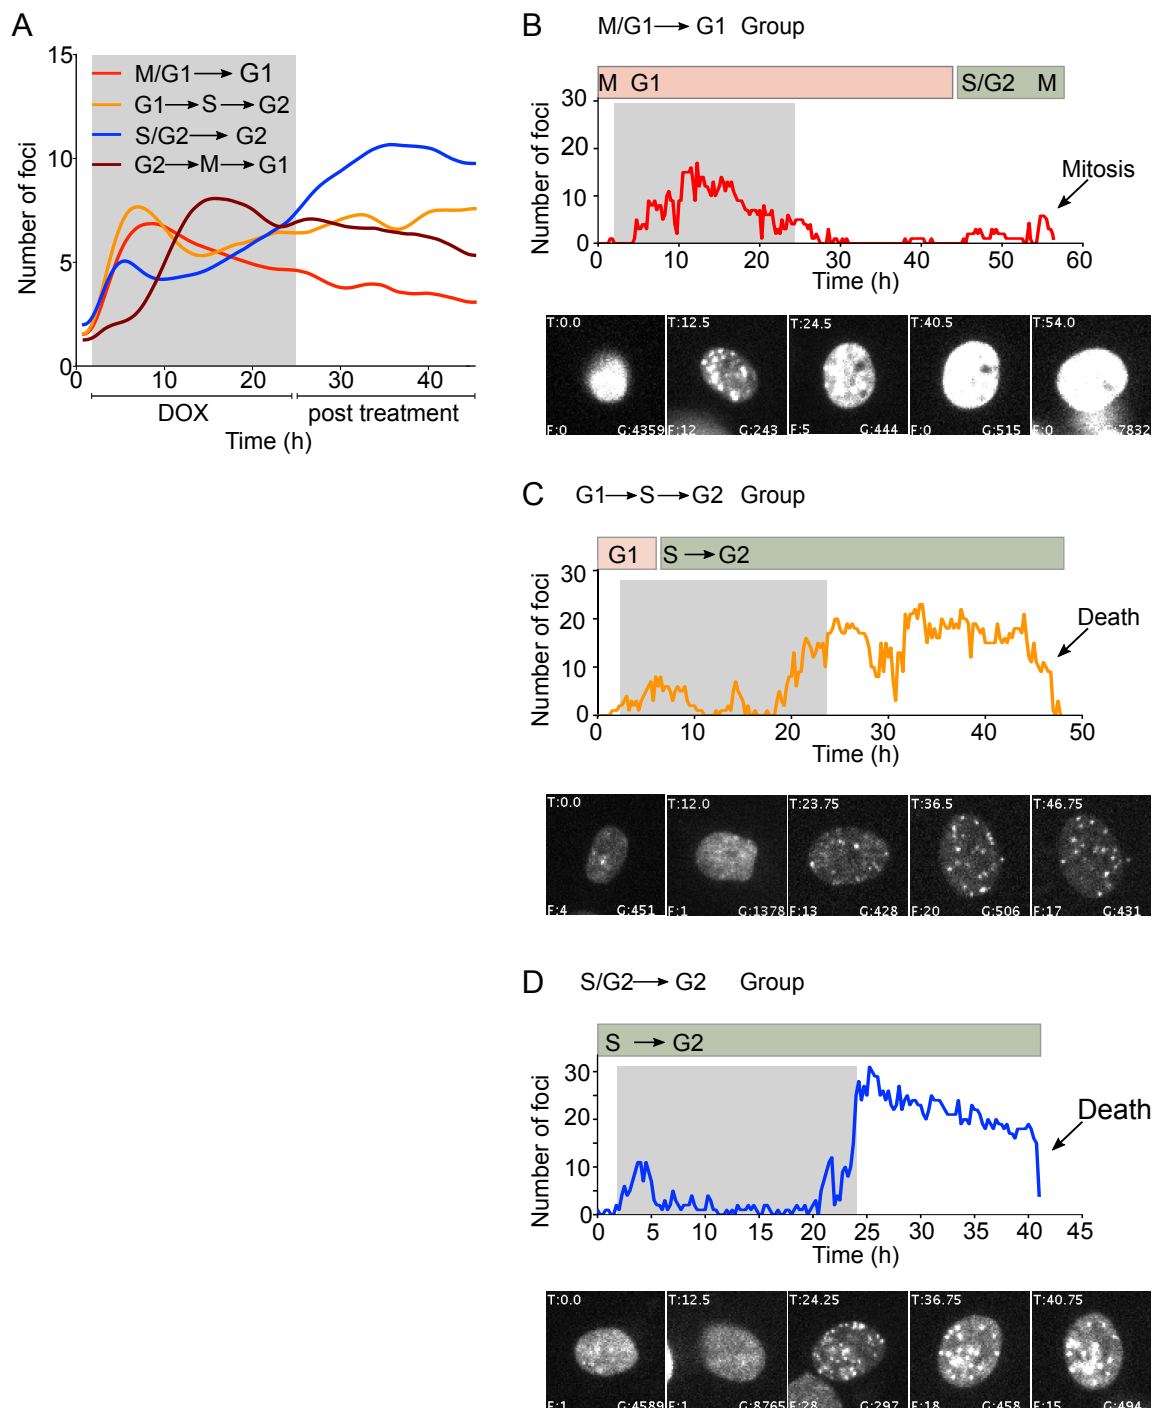 A
15
10
5
0
Number of foci
M/G1 → G1
G1 → S → G2
S/G2 → G2
G2 → M → G1
0 10 20 30 40
DOX post treatment
Time (h)
B M/G1 → G1 Group
M G1 S/G2 M
30
20
10
0
Number of foci
Mitosis
0 10 20 30 40 50 60
Time (h)
T:0.0 T:12.5 T:24.5 T:40.5 T:54.0
F:0 G:4359 F:12 G:243 F:5 G:444 F:0 G:515 F:0 G:7832
C G1 → S → G2 Group
G1 S → G2
30
20
10
0
Number of foci
Death
0 10 20 30 40 50
Time (h)
T:0.0 T:12.0 T:23.75 T:36.5 T:46.75
F:4 G:451 F:1 G:1378 F:13 G:428 F:20 G:506 F:17 G:431
D S/G2 → G2 Group
S → G2
30
20
10
0
Number of foci
Death
0 5 10 15 20 25 30 35 40 45
Time (h)
T:0.0 T:12.5 T:24.25 T:36.75 T:40.75
F:1 G:4589 F:1 G:8765 F:28 G:297 F:18 G:458 F:15 G:494